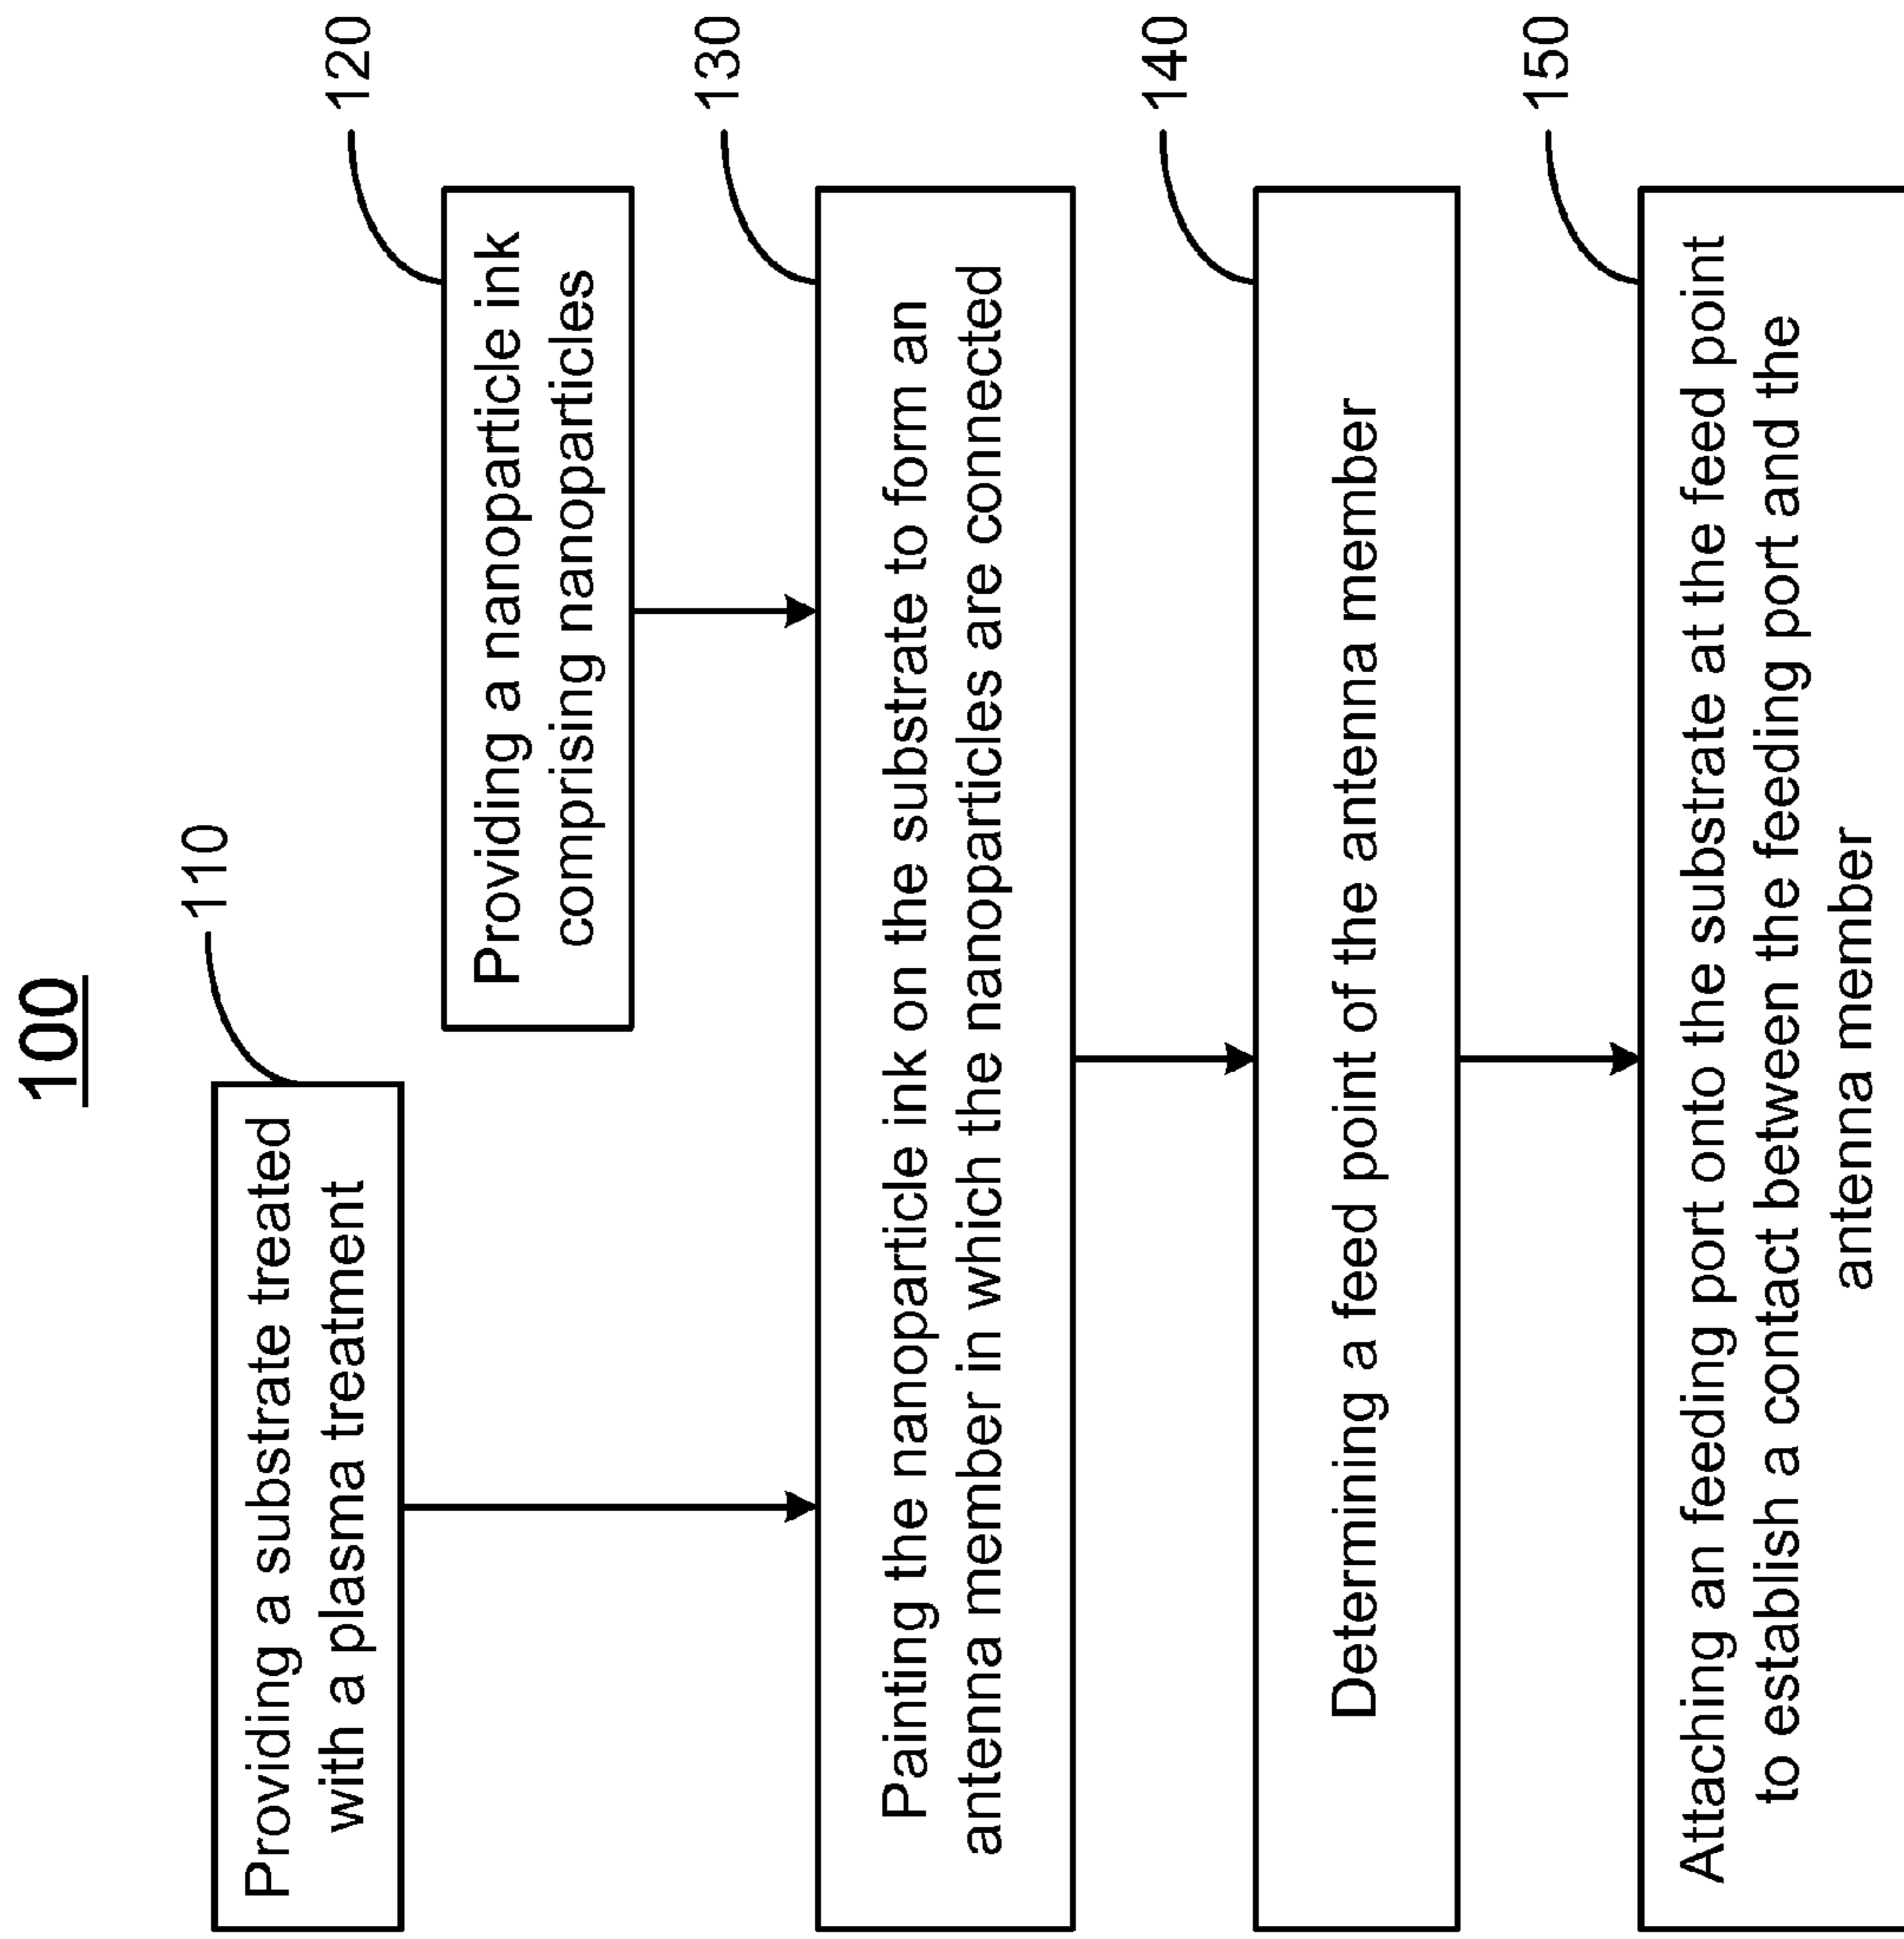 100
110
Providing a substrate treated
with a plasma treatment
120
Providing a nanoparticle ink
comprising nanoparticles
130
Painting the nanoparticle ink on the substrate to form an
antenna member in which the nanoparticles are connected
140
Determining a feed point of the antenna member
150
Attaching an feeding port onto the substrate at the feed point
to establish a contact between the feeding port and the
antenna member